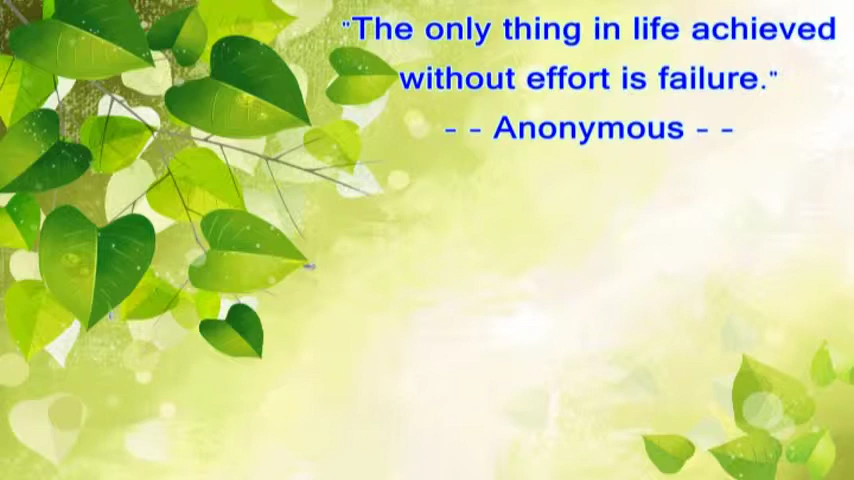 "The only thing in life achieved
without effort is failure."
- - Anonymous - -